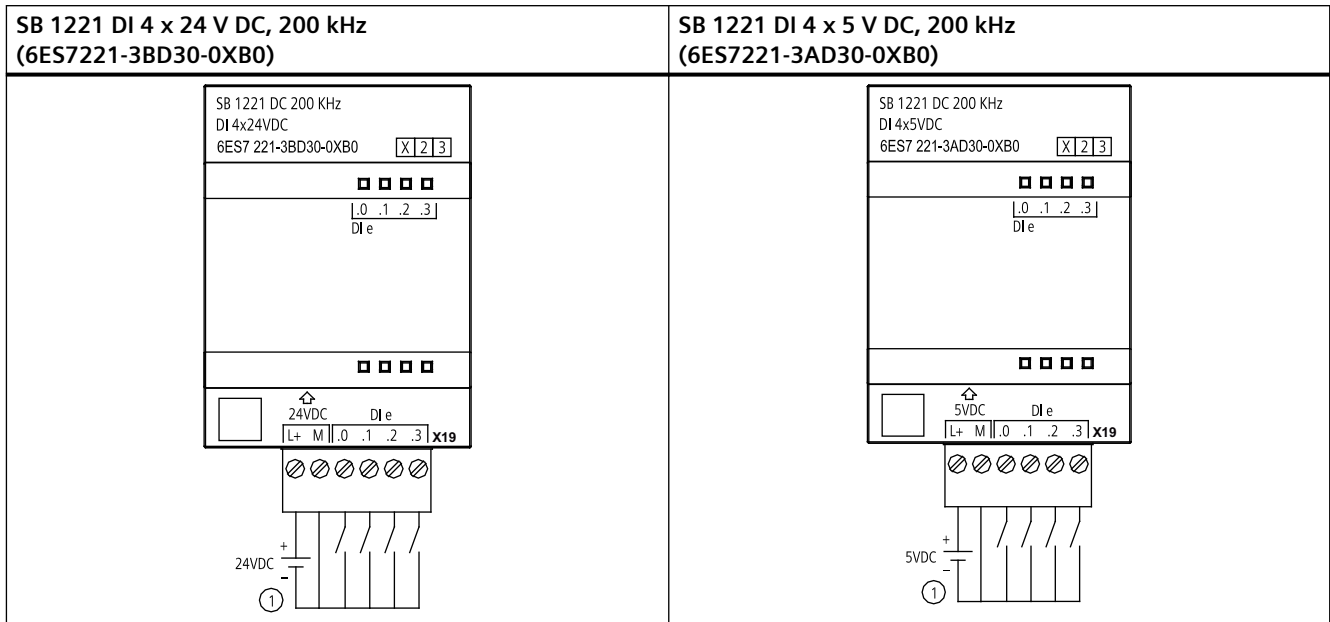 SB 1221 DI 4 x 24 V DC, 200 kHz
(6ES7221-3BD30-0XB0)
SB 1221 DI 4 x 5 V DC, 200 kHz
(6ES7221-3AD30-0XB0)
SB 1221 DC 200 KHz
DI 4x24VDC
6ES7 221-3BD30-0XB0 X 2 3
.0 .1 .2 .3
DI e
24VDC DI e
L+ M .0 .1 .2 .3 X19
+
24VDC
–
1
SB 1221 DC 200 KHz
DI 4x5VDC
6ES7 221-3AD30-0XB0 X 2 3
.0 .1 .2 .3
DI e
5VDC DI e
L+ M .0 .1 .2 .3 X19
+
5VDC
–
1